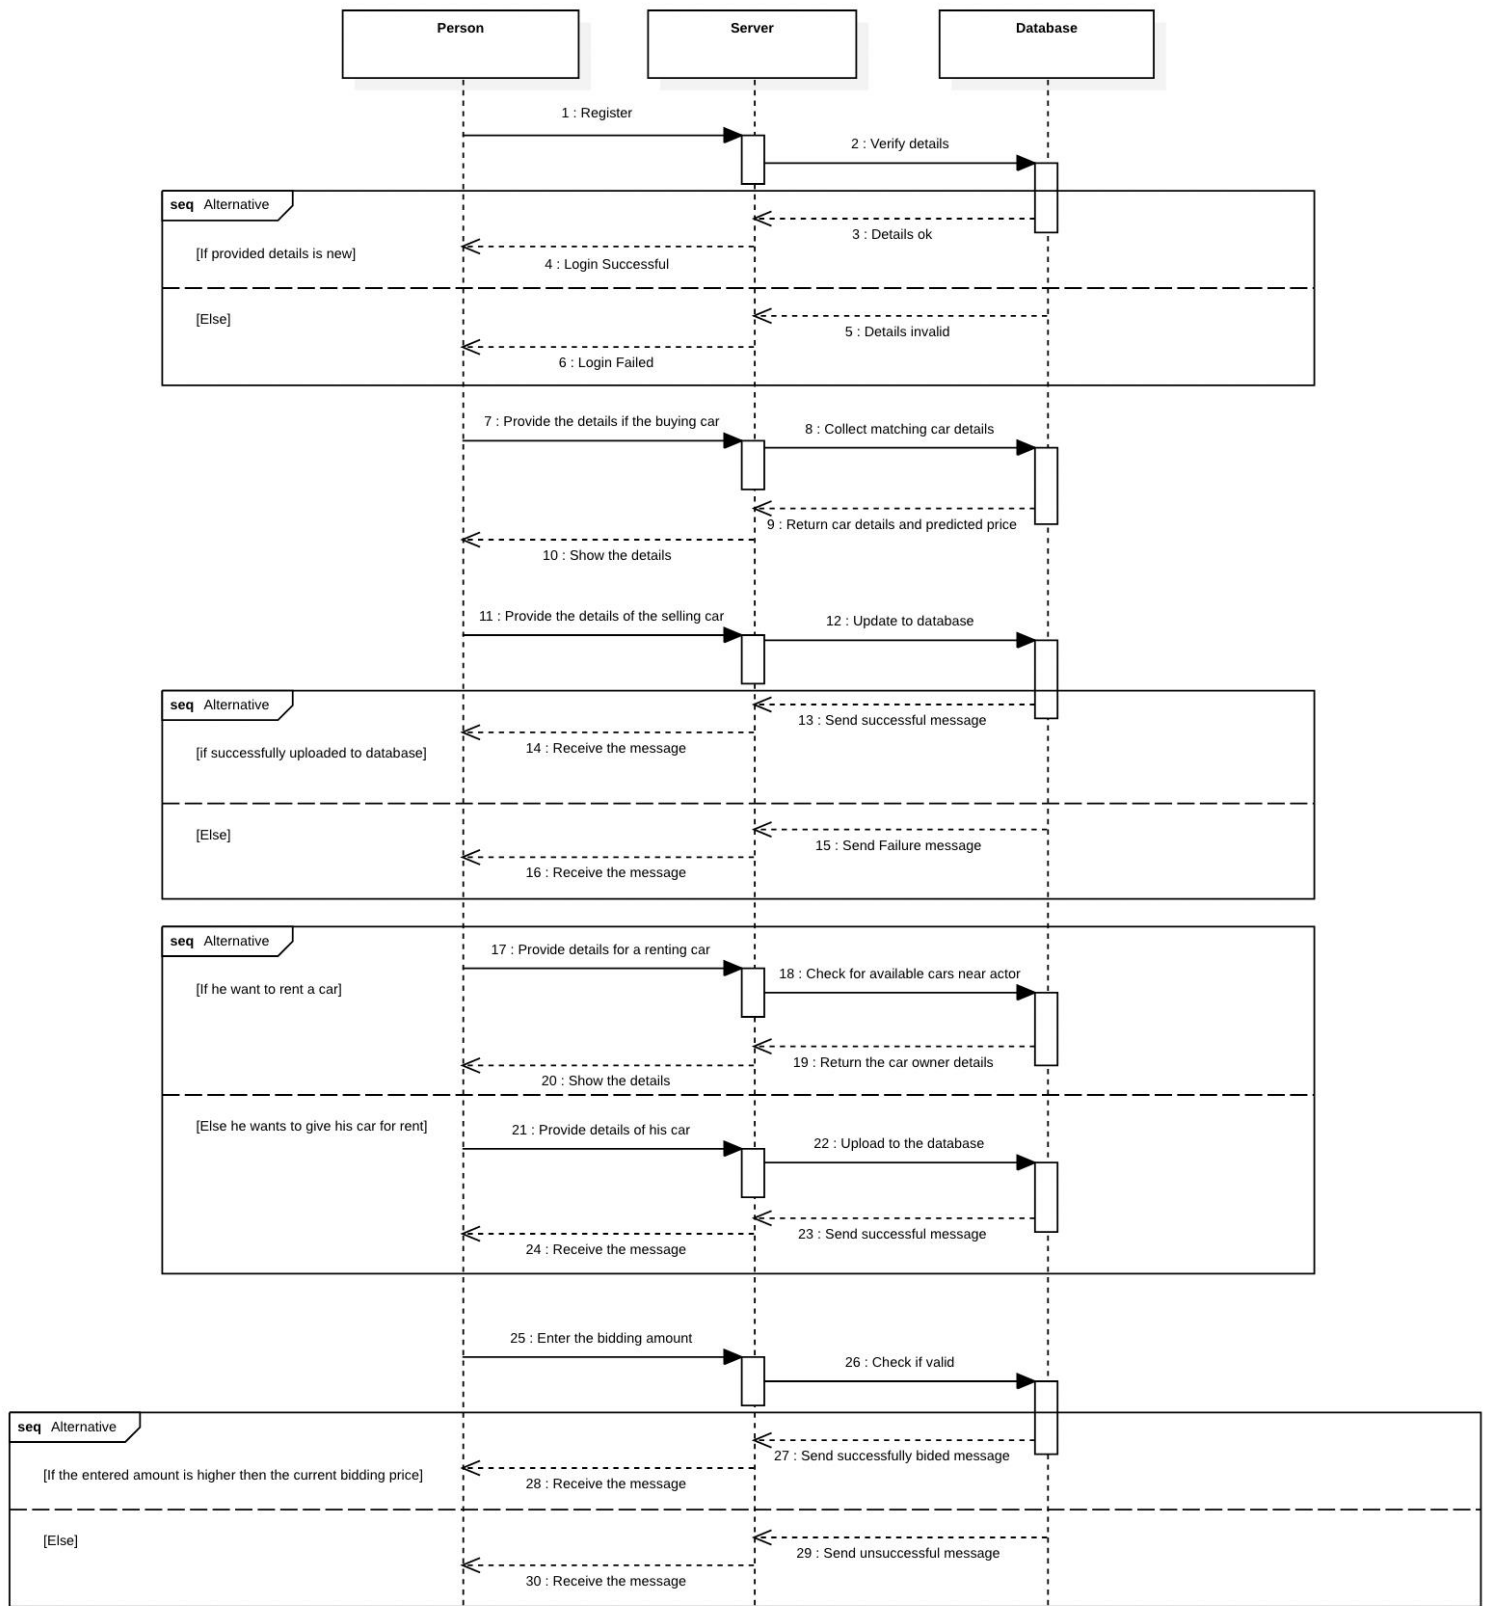 Person
Server
Database
1 : Register
2 : Verify details
seq Alternative
3 : Details ok
[If provided details is new]
4 : Login Successful
[Else]
5 : Details invalid
6 : Login Failed
7 : Provide the details if the buying car
8 : Collect matching car details
9 : Return car details and predicted price
10 : Show the details
11 : Provide the details of the selling car
12 : Update to database
seq Alternative
13 : Send successful message
[if successfully uploaded to database]
14 : Receive the message
[Else]
15 : Send Failure message
16 : Receive the message
seq Alternative
17 : Provide details for a renting car
18 : Check for available cars near actor
[If he want to rent a car]
19 : Return the car owner details
20 : Show the details
[Else he wants to give his car for rent]
21 : Provide details of his car
22 : Upload to the database
23 : Send successful message
24 : Receive the message
25 : Enter the bidding amount
26 : Check if valid
seq Alternative
27 : Send successfully bided message
[If the entered amount is higher then the current bidding price]
28 : Receive the message
[Else]
29 : Send unsuccessful message
30 : Receive the message